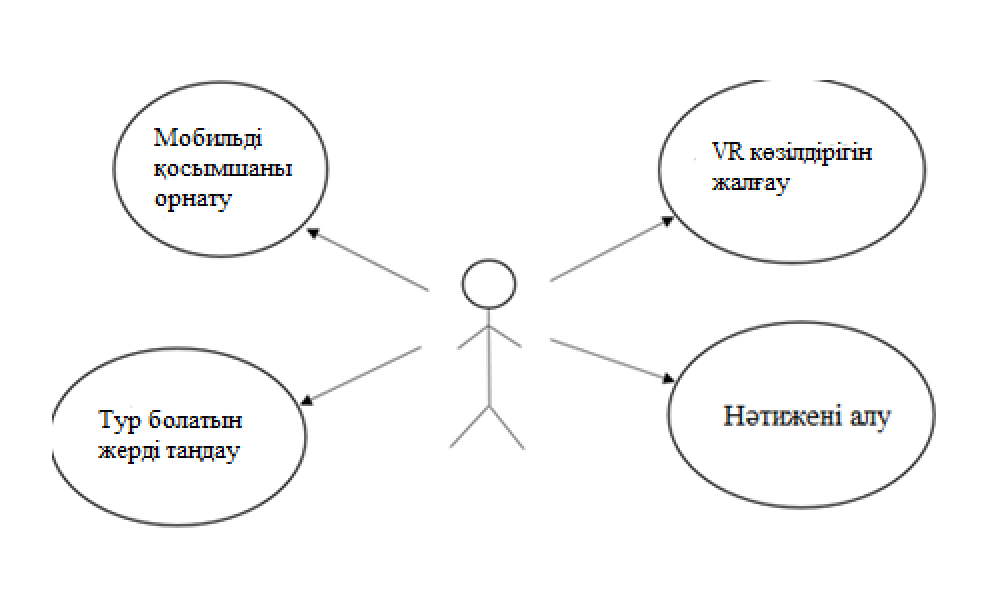 Мобильді
қосымшаны
орнату
VR көзілдірігін
жалғау
Тур болатын
жерді таңдау
Нәтижені алу